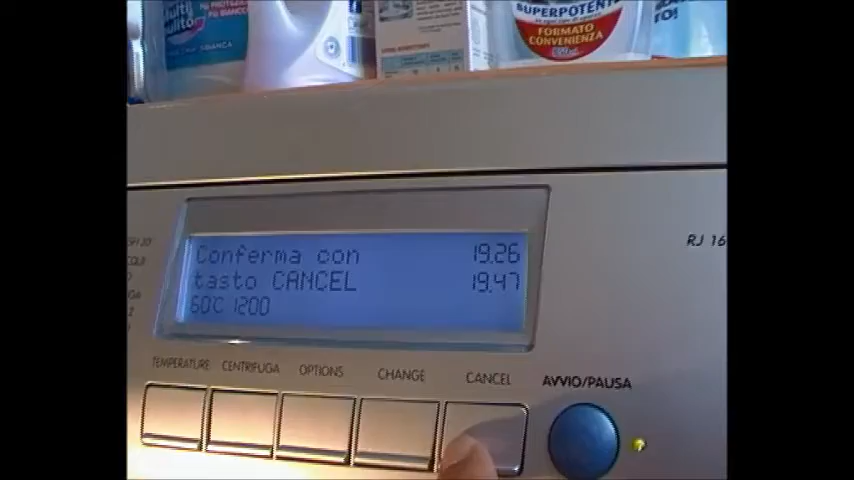 SUPERPOTENTE
FORMATO
CONVENIENZA
BIANCA
Conferma con 19.26
tasto CANCEL 19.47
60°C 1200
RJ 16
TEMPERATURE CENTRIFUGA OPTIONS CHANGE CANCEL AVVIO/PAUSA